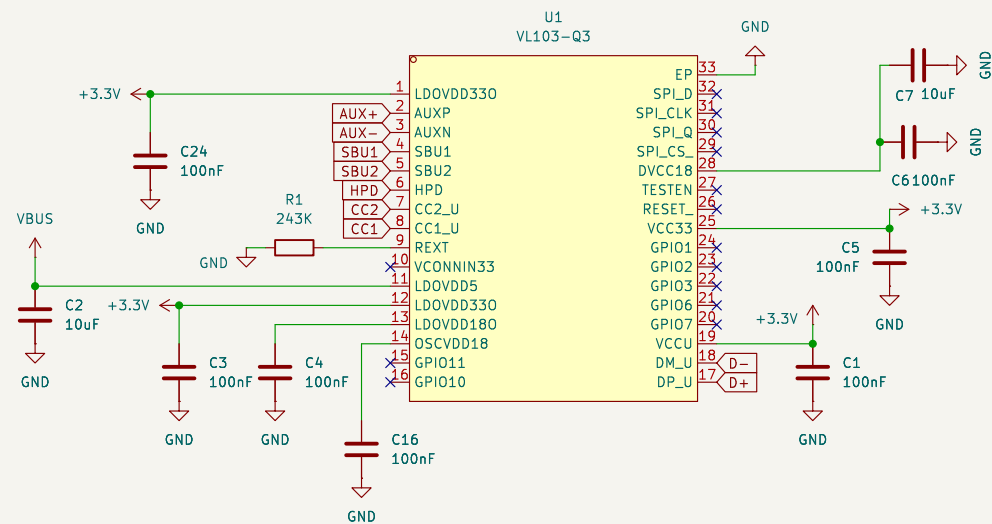 U1
VL103-Q3
GND
33
EP
+3.3V
1
LDOVDD33O
SPI_D
32
C7
10uF
GND
AUX+
2
AUXP
SPI_CLK
31
AUX-
3
AUXN
SPI_Q
30
C24
100nF
SBU1
4
SBU1
SPI_CS_
29
GND
SBU2
5
SBU2
DVCC18
28
C6
100nF
HPD
6
HPD
TESTEN
27
R1
243K
CC2
7
CC2_U
RESET_
26
+3.3V
GND
VBUS
CC1
8
CC1_U
VCC33
25
GND
9
REXT
GPIO1
24
C5
100nF
10
VCONNIN33
GPIO2
23
11
LDOVDD5
GPIO3
22
C2
10uF
+3.3V
12
LDOVDD33O
GPIO6
21
GND
13
LDOVDD18O
GPIO7
20
+3.3V
14
OSCVDD18
VCCU
19
C3
100nF
C4
100nF
15
GPIO11
DM_U
18
D-
C1
100nF
16
GPIO10
DP_U
17
D+
GND
GND
GND
GND
C16
100nF
GND